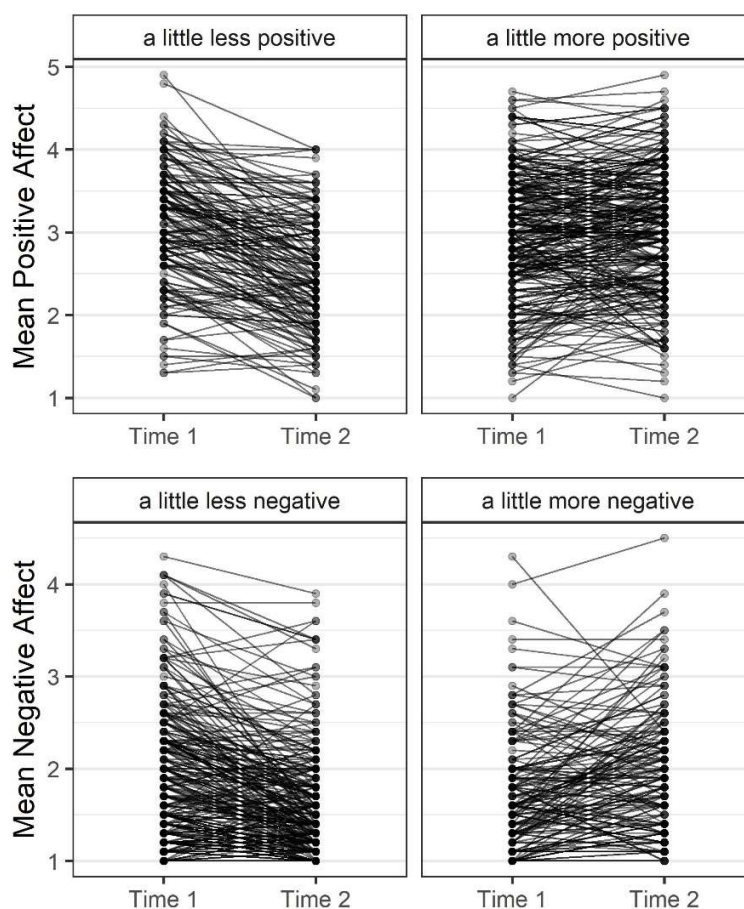 a little less positive
a little more positive
Mean Positive Affect
5
4
3
2
1
Time 1
Time 2
Time 1
Time 2
a little less negative
a little more negative
Mean Negative Affect
4
3
2
1
Time 1
Time 2
Time 1
Time 2